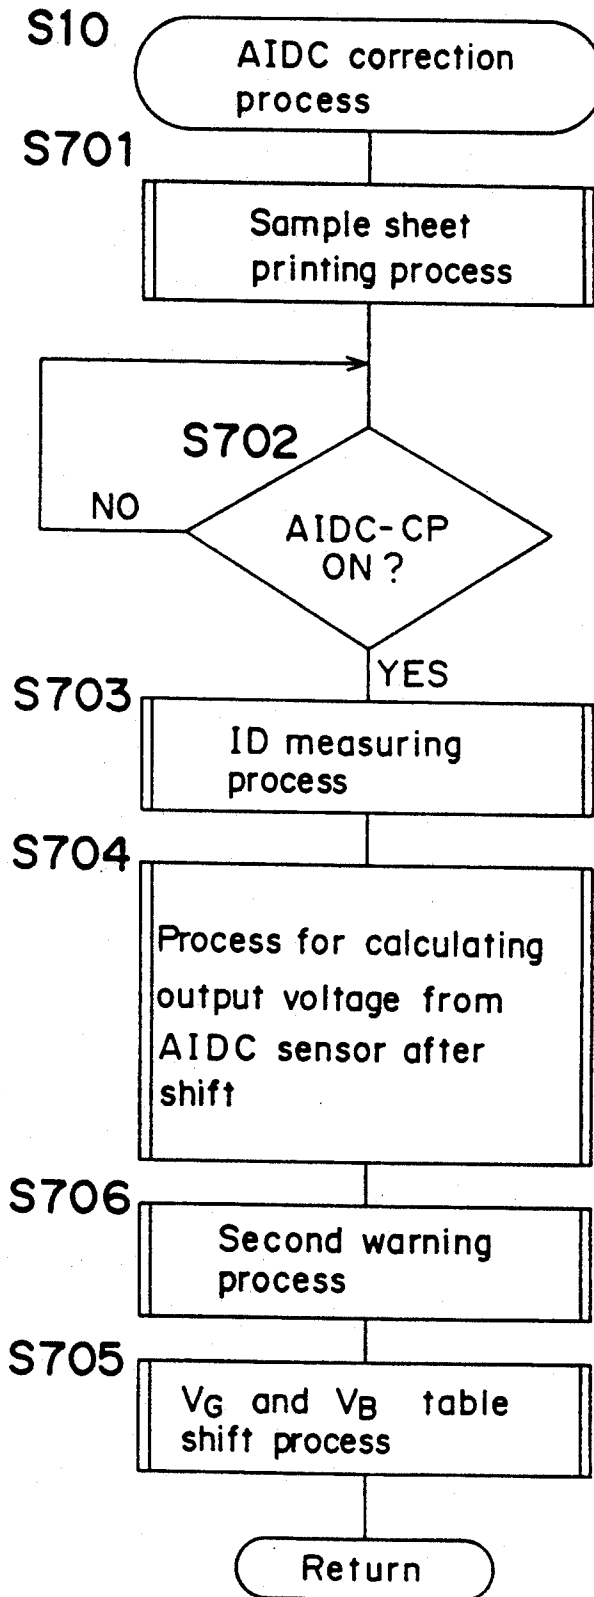 S10
AIDC correction
process
S701
Sample sheet
printing process
S702
NO
AIDC-CP
ON?
YES
S703
ID measuring
process
S704
Process for calculating
output voltage from
AIDC sensor after
shift
S706
Second warning
process
S705
VG and VB table
shift process
Return